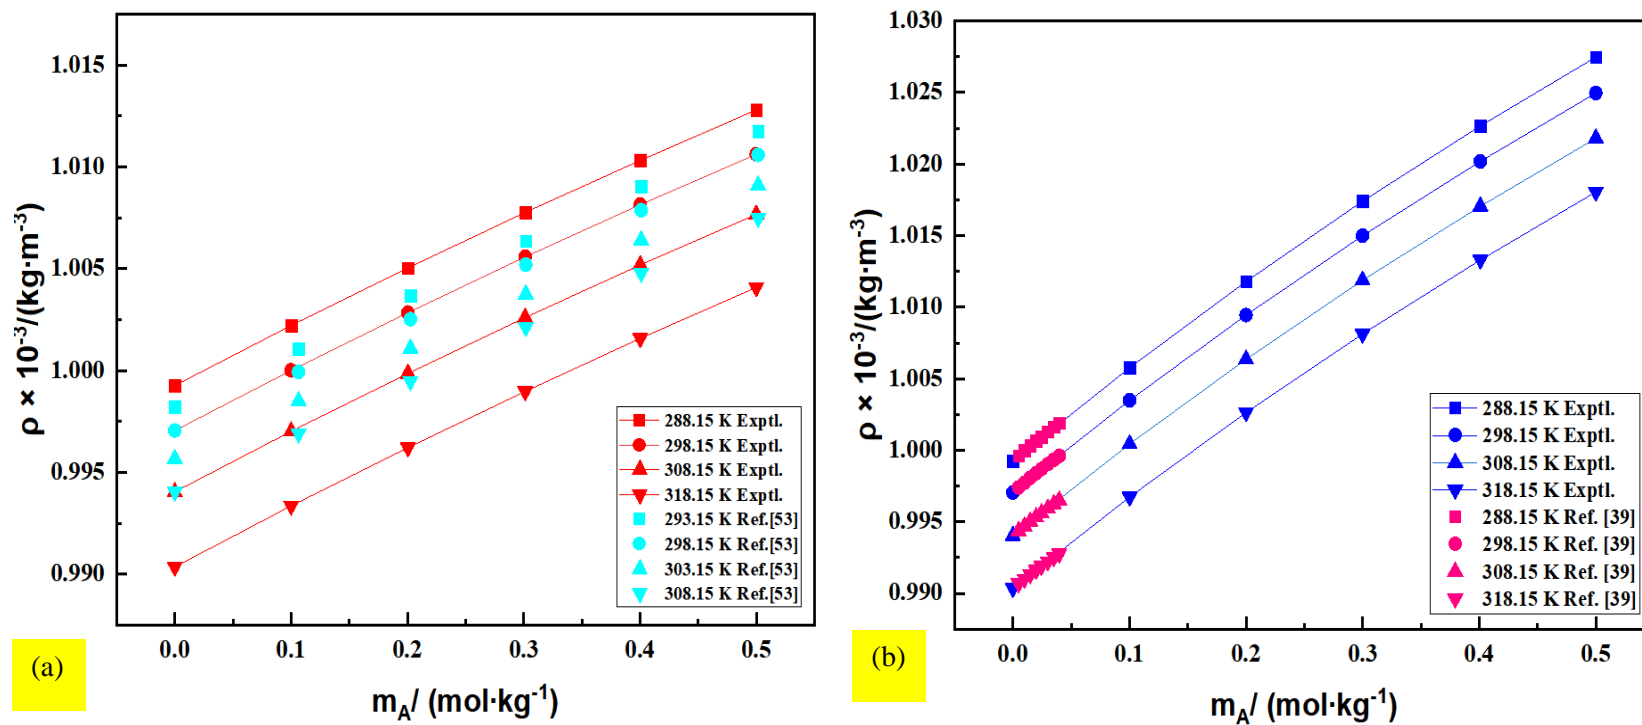 1.015
1.010
1.005
1.000
0.995
0.990
ρ × 10⁻³/(kg·m⁻³)
288.15 K Exptl.
298.15 K Exptl.
308.15 K Exptl.
318.15 K Exptl.
293.15 K Ref.[53]
298.15 K Ref.[53]
303.15 K Ref.[53]
308.15 K Ref.[53]
0.0 0.1 0.2 0.3 0.4 0.5
m_A/ (mol·kg⁻¹)
(a)
1.030
1.025
1.020
1.015
1.010
1.005
1.000
0.995
0.990
ρ × 10⁻³/(kg·m⁻³)
288.15 K Exptl.
298.15 K Exptl.
308.15 K Exptl.
318.15 K Exptl.
288.15 K Ref. [39]
298.15 K Ref. [39]
308.15 K Ref. [39]
318.15 K Ref. [39]
0.0 0.1 0.2 0.3 0.4 0.5
m_A/ (mol·kg⁻¹)
(b)